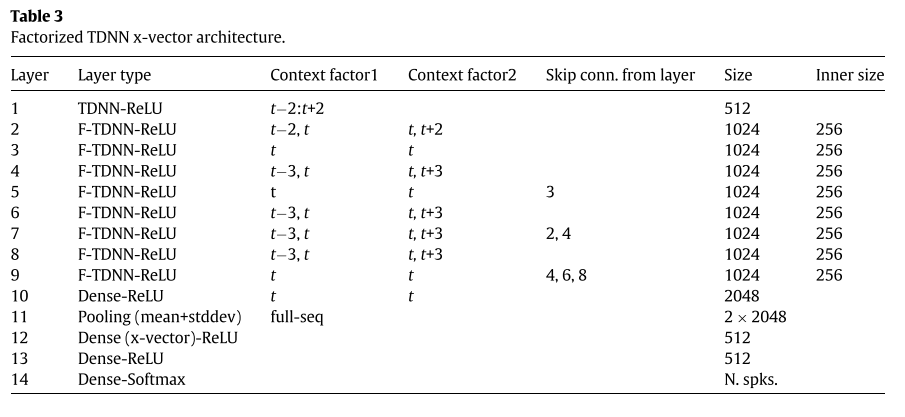 Table 3
Factorized TDNN x-vector architecture.
Layer Layer type Context factor1 Context factor2 Skip conn. from layer Size Inner size
1 TDNN-ReLU t−2:t+2 512
2 F-TDNN-ReLU t−2, t t, t+2 1024 256
3 F-TDNN-ReLU t t 1024 256
4 F-TDNN-ReLU t−3, t t, t+3 1024 256
5 F-TDNN-ReLU t t 3 1024 256
6 F-TDNN-ReLU t−3, t t, t+3 1024 256
7 F-TDNN-ReLU t−3, t t, t+3 2, 4 1024 256
8 F-TDNN-ReLU t−3, t t, t+3 1024 256
9 F-TDNN-ReLU t t 4, 6, 8 1024 256
10 Dense-ReLU t t 2048
11 Pooling (mean+stddev) full-seq 2 × 2048
12 Dense (x-vector)-ReLU 512
13 Dense-ReLU 512
14 Dense-Softmax N. spks.